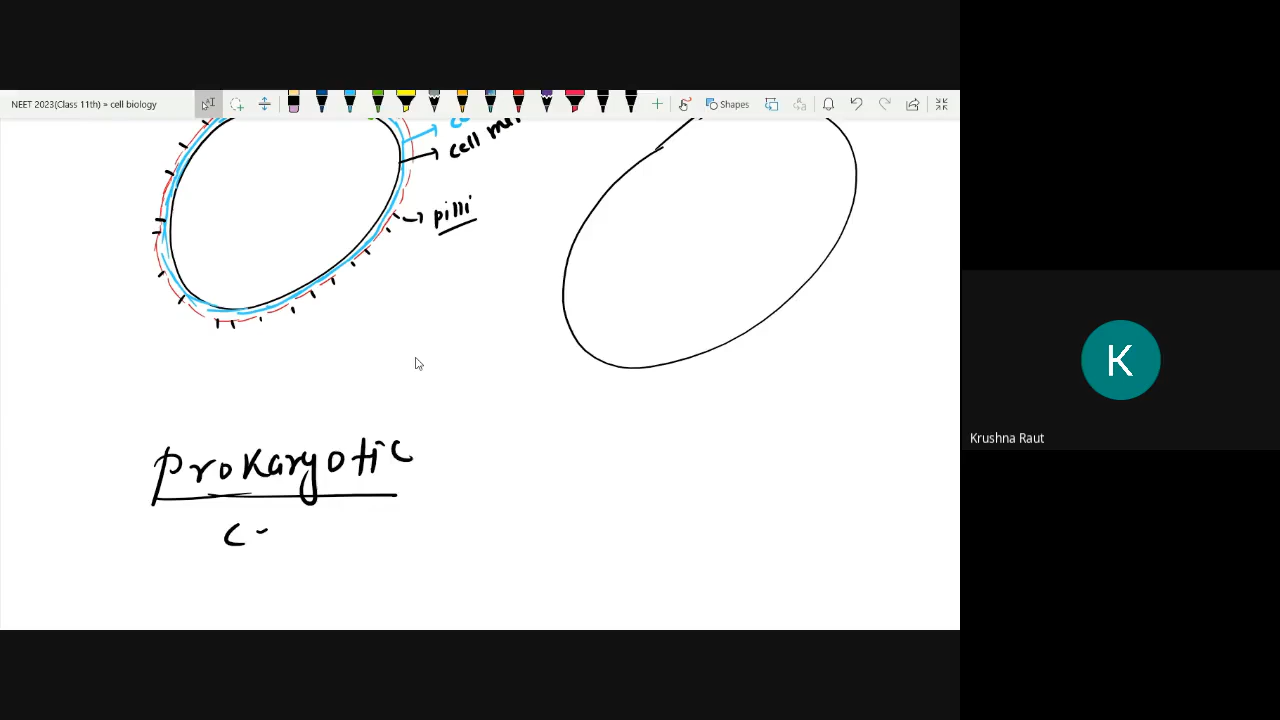 NEET 2023(Class 11th) » cell biology
Shapes
cell
pilli
K
Krushna Raut
Prokaryotic